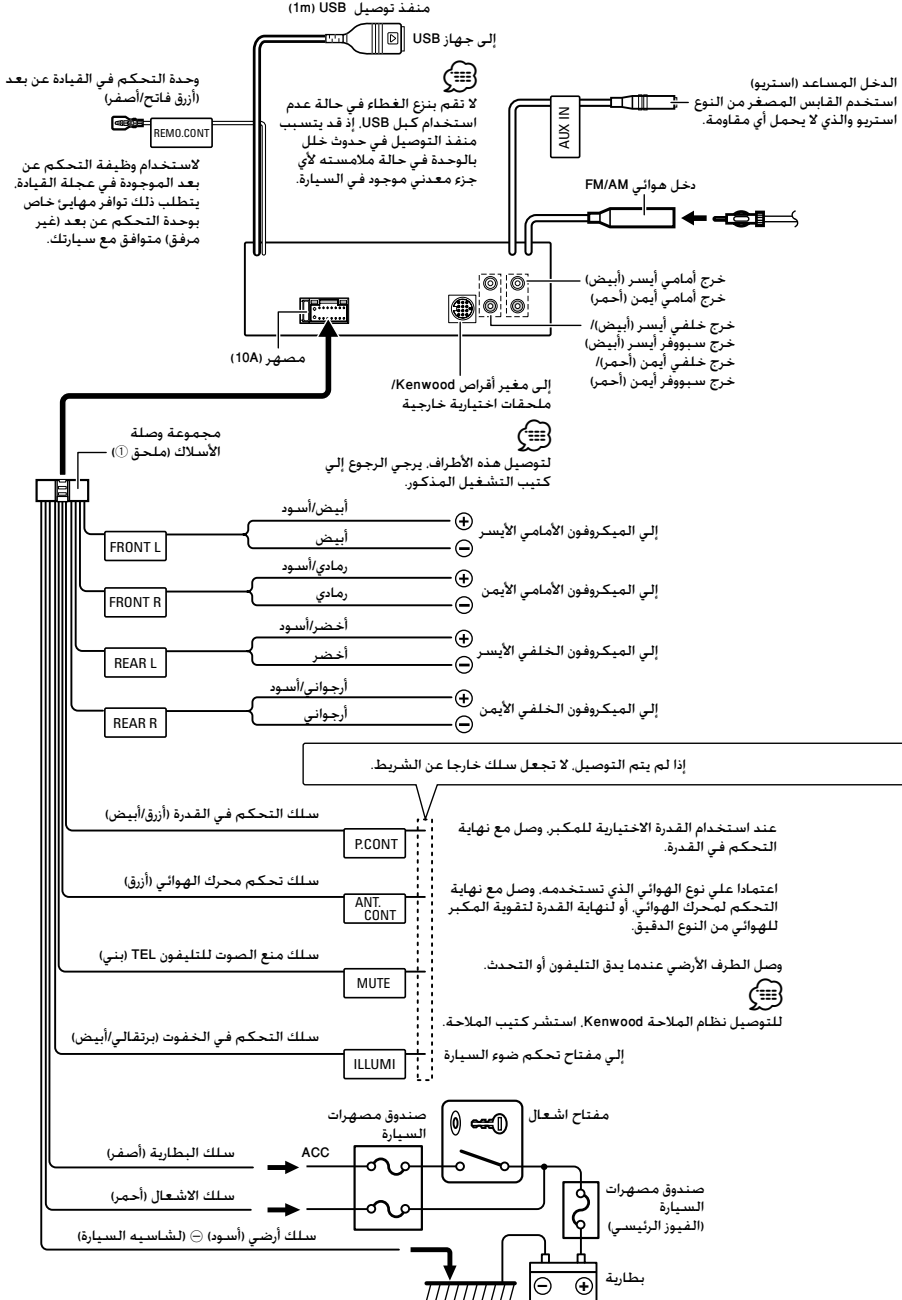 منفذ توصيل USB (1m)
إلى جهاز USB
وحدة التحكم في القيادة عن بعد
(أزرق فاتح/أصفر)
REMO.CONT
لاستخدام وظيفة التحكم عن
بعد الموجودة في عجلة القيادة,
يتطلب ذلك توافر مهايئ خاص
بوحدة التحكم عن بعد (غير
مرفق) متوافق مع سيارتك.
لا تقم بنزع الغطاء في حالة عدم
استخدام كبل USB, إذ قد يتسبب
منفذ التوصيل في حدوث خلل
بالوحدة في حالة ملامسته لأي
جزء معدني موجود في السيارة.
الدخل المساعد (استريو)
استخدم القابس المصغر من النوع
استريو والذي لا يحمل أي مقاومة.
AUX IN
دخل هوائي FM/AM
خرج أمامي أيسر (أبيض)
خرج أمامي أيمن (أحمر)
خرج خلفي أيسر (أبيض)/
خرج سبووفر أيسر (أبيض)
خرج خلفي أيمن (أحمر)/
خرج سبووفر أيمن (أحمر)
مصهر (10A)
إلى مغير أقراص Kenwood/
ملحقات اختيارية خارجية
لتوصيل هذه الأطراف, يرجي الرجوع إلي
كتيب التشغيل المذكور.
مجموعة وصلة
الأسلاك (ملحق ①)
أبيض/أسود
أبيض
FRONT L
إلي الميكروفون الأمامي الأيسر
رمادي/أسود
رمادي
FRONT R
إلي الميكروفون الأمامي الأيمن
أخضر/أسود
أخضر
REAR L
إلي الميكروفون الخلفي الأيسر
أرجواني/أسود
أرجواني
REAR R
إلي الميكروفون الخلفي الأيمن
إذا لم يتم التوصيل, لا تجعل سلك خارجا عن الشريط.
سلك التحكم في القدرة (أزرق/أبيض)
P.CONT
عند استخدام القدرة الاختيارية للمكبر, وصل مع نهاية
التحكم في القدرة.
سلك تحكم محرك الهوائي (أزرق)
ANT.
CONT
اعتمادا علي نوع الهوائي الذي تستخدمه, وصل مع نهاية
التحكم لمحرك الهوائي, أو لنهاية القدرة لتقوية المكبر
للهوائي من النوع الدقيق.
سلك منع الصوت للتليفون TEL (بني)
MUTE
وصل الطرف الأرضي عندما يدق التليفون أو التحدث.
للتوصيل نظام الملاحة Kenwood, استشر كتيب الملاحة.
سلك التحكم في الخفوت (برتقالي/أبيض)
ILLUMI
إلي مفتاح تحكم ضوء السيارة
صندوق مصهرات
السيارة
مفتاح اشعال
ACC
سلك البطارية (أصفر)
سلك الاشعال (أحمر)
صندوق مصهرات
السيارة
(الفيوز الرئيسي)
سلك أرضي (أسود) ⊖ (لشاسيه السيارة)
بطارية